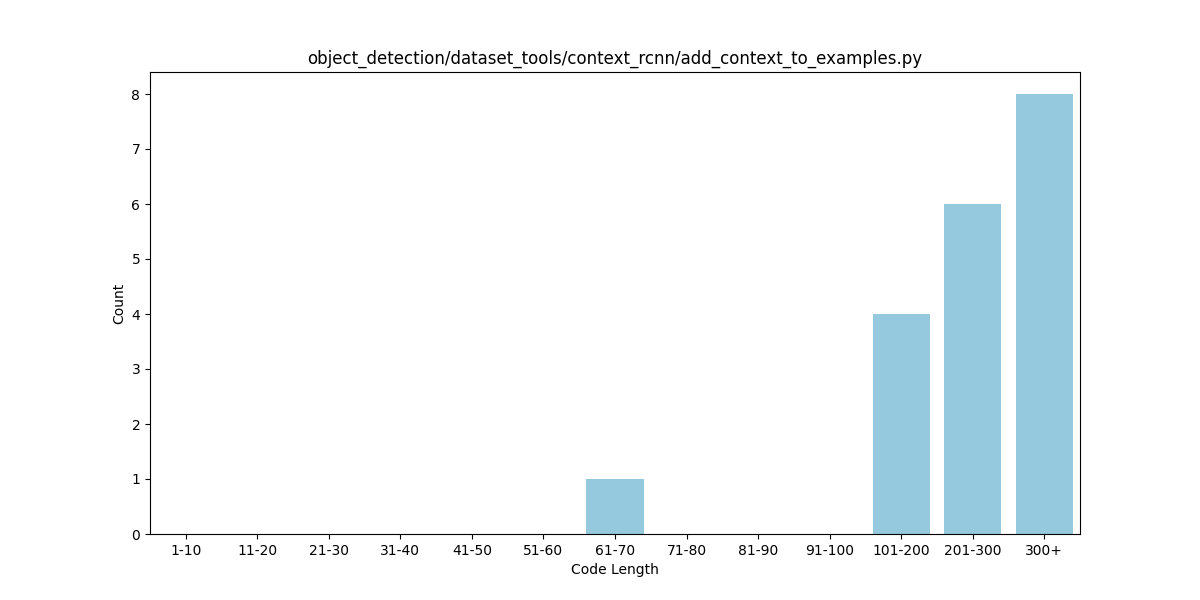 object_detection/dataset_tools/context_rcnn/add_context_to_examples.py
8
7
6
5
4
3
2
1
0
Count
1-10 11-20 21-30 31-40 41-50 51-60 61-70 71-80 81-90 91-100 101-200 201-300 300+
Code Length